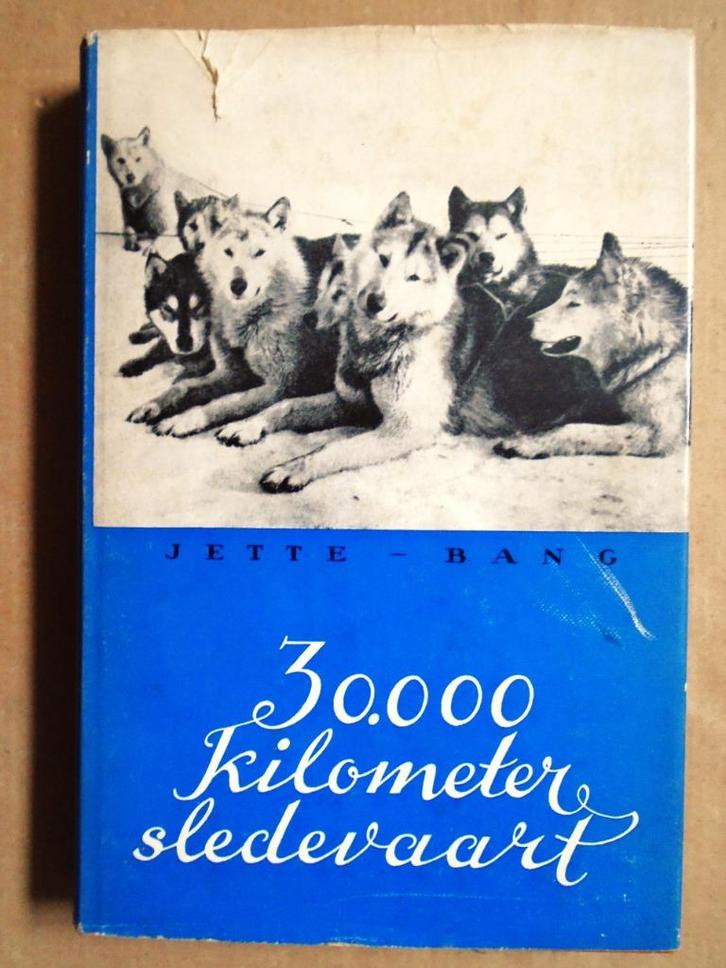 JETTE - BANG
30.000
kilometer
sledevaart